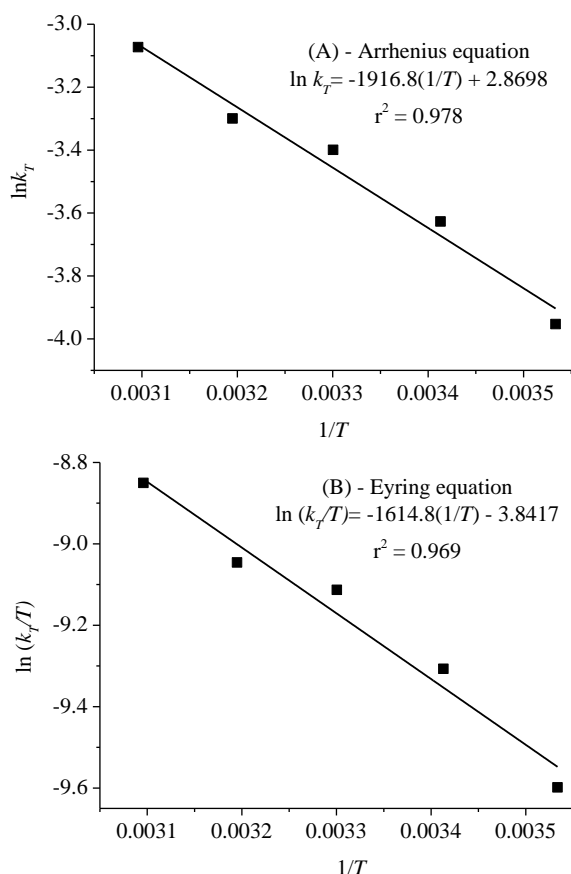 (A) - Arrhenius equation
ln k_T= -1916.8(1/T) + 2.8698
r² = 0.978
lnk_T
-3.0
-3.2
-3.4
-3.6
-3.8
-4.0
0.0031 0.0032 0.0033 0.0034 0.0035
1/T
(B) - Eyring equation
ln (k_T/T)= -1614.8(1/T) - 3.8417
r² = 0.969
ln (k_T/T)
-8.8
-9.0
-9.2
-9.4
-9.6
0.0031 0.0032 0.0033 0.0034 0.0035
1/T